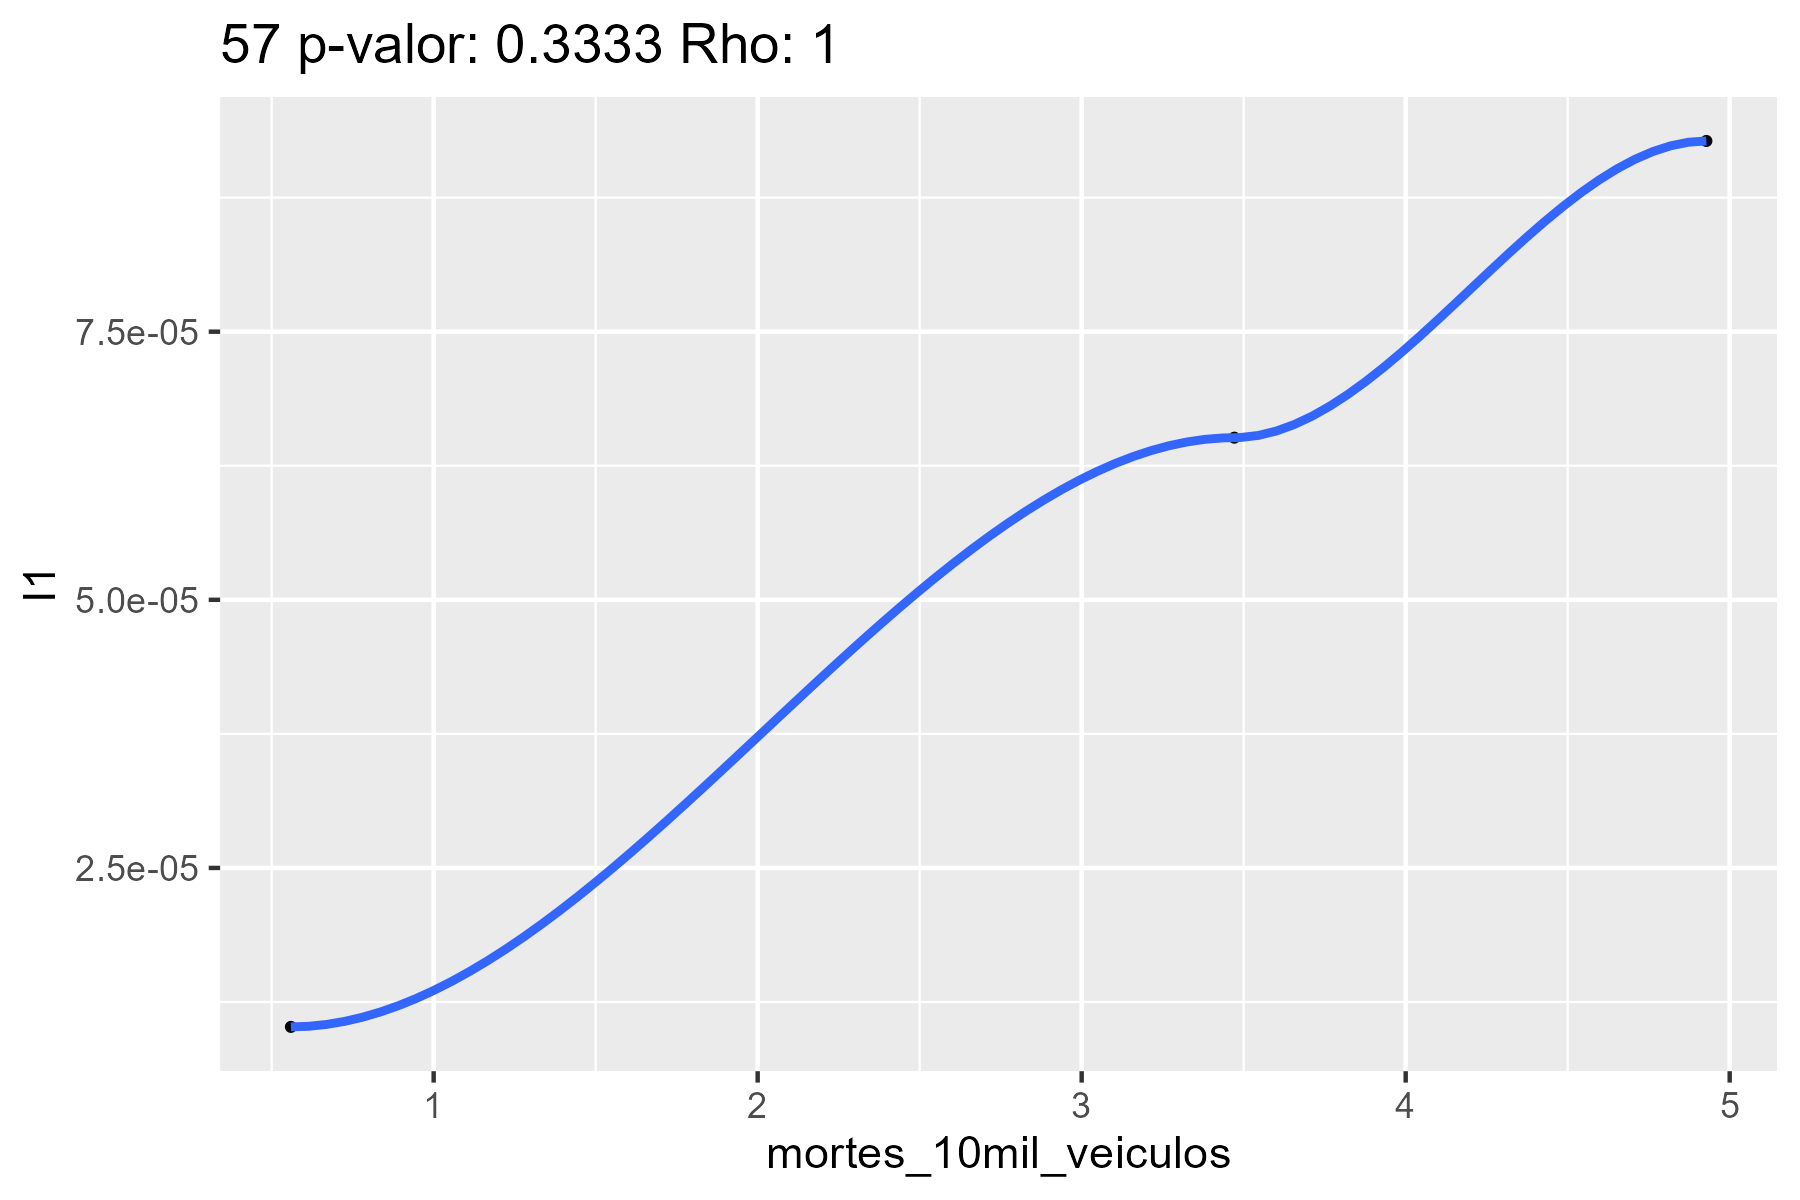 57 p-valor: 0.3333 Rho: 1
I1
7.5e-05
5.0e-05
2.5e-05
1 2 3 4 5
mortes_10mil_veiculos